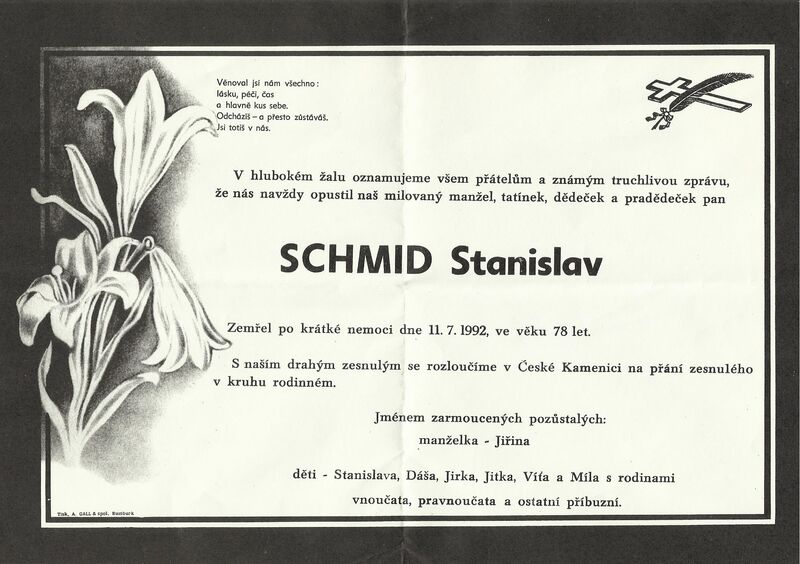 Věnoval jsi nám všechno:
lásku, péči, čas
a hlavně kus sebe.
Odcházíš - a přesto zůstáváš.
Jsi totiž v nás.
V hlubokém žalu oznamujeme všem přátelům a známým truchlivou zprávu,
že nás navždy opustil náš milovaný manžel, tatínek, dědeček a pradědeček pan
SCHMID Stanislav
Zemřel po krátké nemoci dne 11. 7. 1992, ve věku 78 let.
S naším drahým zesnulým se rozloučíme v České Kamenici na přání zesnulého
v kruhu rodinném.
Jménem zarmoucených pozůstalých:
manželka - Jiřina
děti - Stanislava, Dáša, Jirka, Jitka, Víťa a Míla s rodinami
vnoučata, pravnoučata a ostatní příbuzní.
Tisk, A. GALL & spol. Rumburk